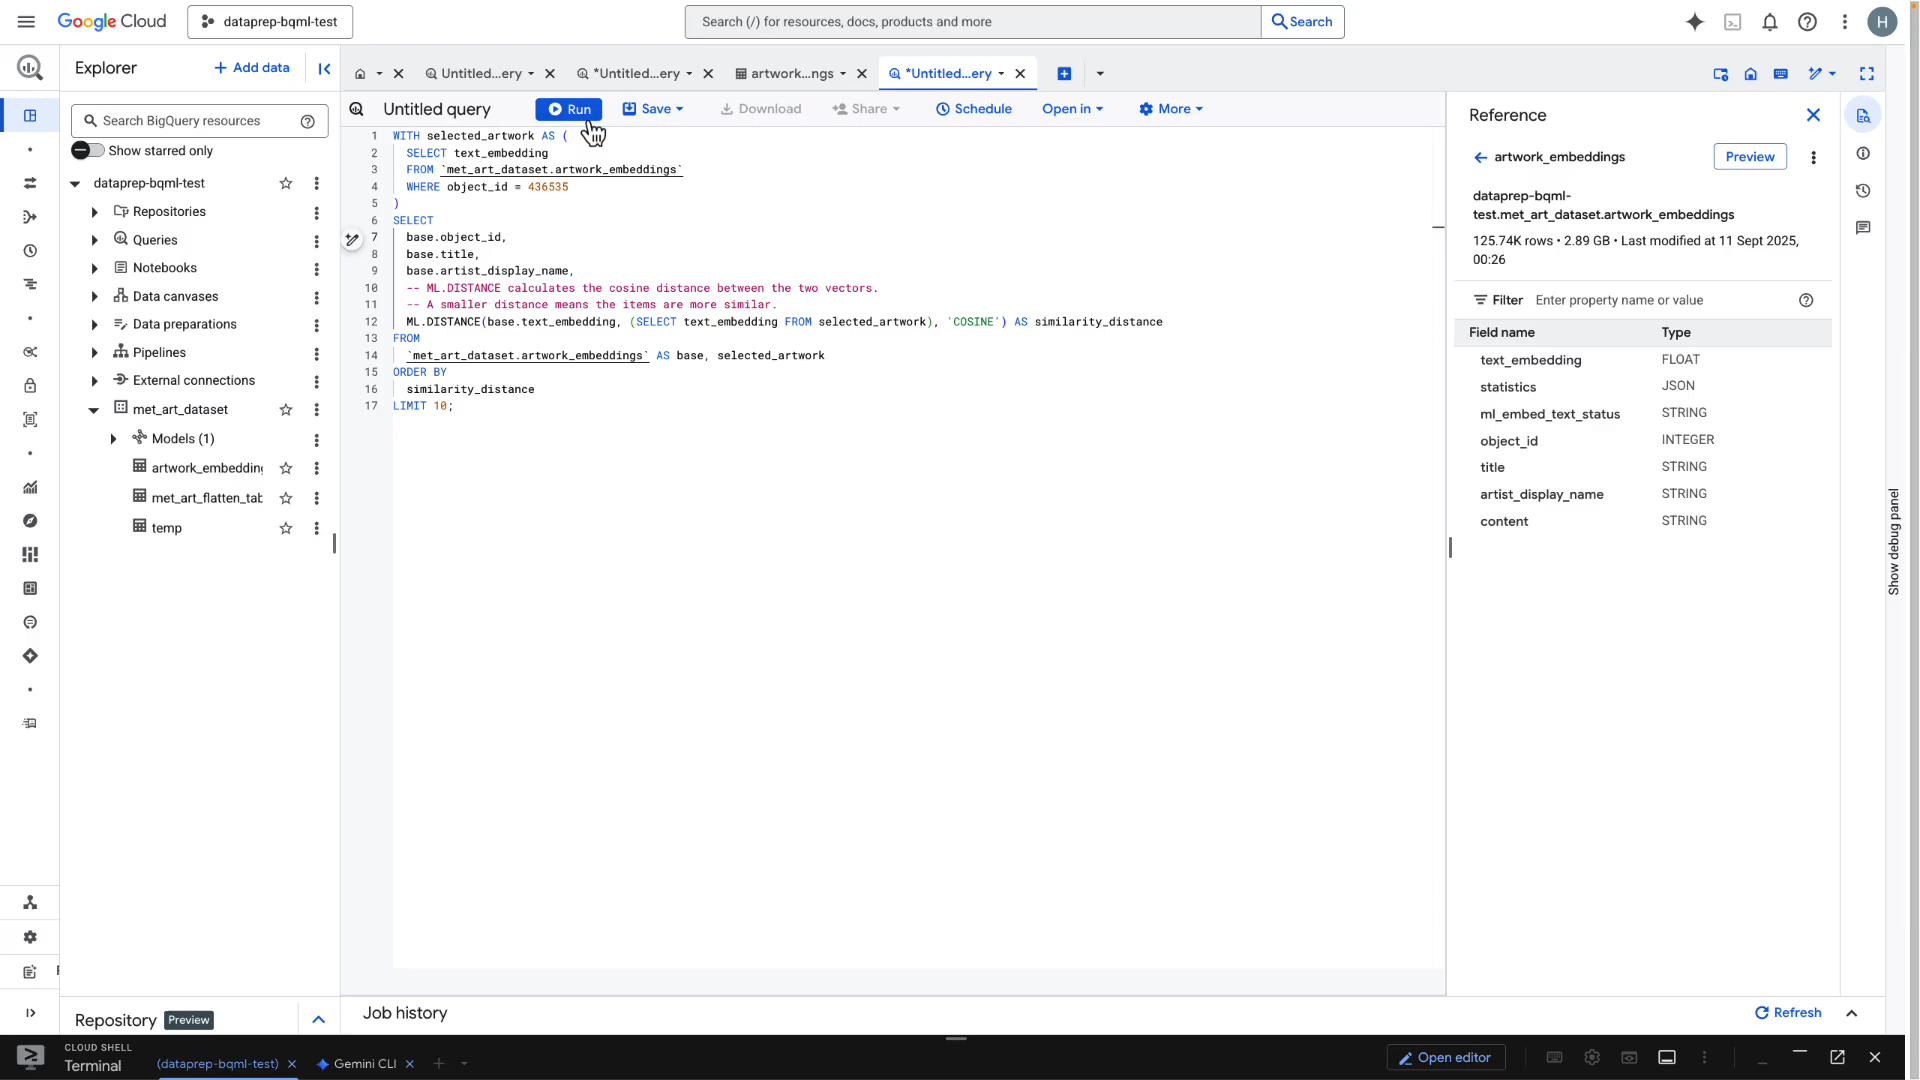 Google Cloud
dataprep-bqml-test
Search (/) for resources, docs, products and more
Search
H
Explorer
+ Add data
Untitled...ery
*Untitled...ery
artwork...ngs
*Untitled...ery
Untitled query
Run
Save
Download
Share
Schedule
Open in
More
Search BigQuery resources
Show starred only
dataprep-bqml-test
Repositories
Queries
Notebooks
Data canvases
Data preparations
Pipelines
External connections
met_art_dataset
Models (1)
artwork_embedding
met_art_flatten_tab
temp
1 WITH selected_artwork AS (
2 SELECT text_embedding
3 FROM `met_art_dataset.artwork_embeddings`
4 WHERE object_id = 436535
5 )
6 SELECT
7 base.object_id,
8 base.title,
9 base.artist_display_name,
10 -- ML.DISTANCE calculates the cosine distance between the two vectors.
11 -- A smaller distance means the items are more similar.
12 ML.DISTANCE(base.text_embedding, (SELECT text_embedding FROM selected_artwork), 'COSINE') AS similarity_distance
13 FROM
14 `met_art_dataset.artwork_embeddings` AS base, selected_artwork
15 ORDER BY
16 similarity_distance
17 LIMIT 10;
Reference
artwork_embeddings
Preview
dataprep-bqml-
test.met_art_dataset.artwork_embeddings
125.74K rows • 2.89 GB • Last modified at 11 Sept 2025,
00:26
Filter Enter property name or value
Field name Type
text_embedding FLOAT
statistics JSON
ml_embed_text_status STRING
object_id INTEGER
title STRING
artist_display_name STRING
content STRING
Show debug panel
Repository Preview
Job history
Refresh
CLOUD SHELL
Terminal
(dataprep-bqml-test)
Gemini CLI
Open editor